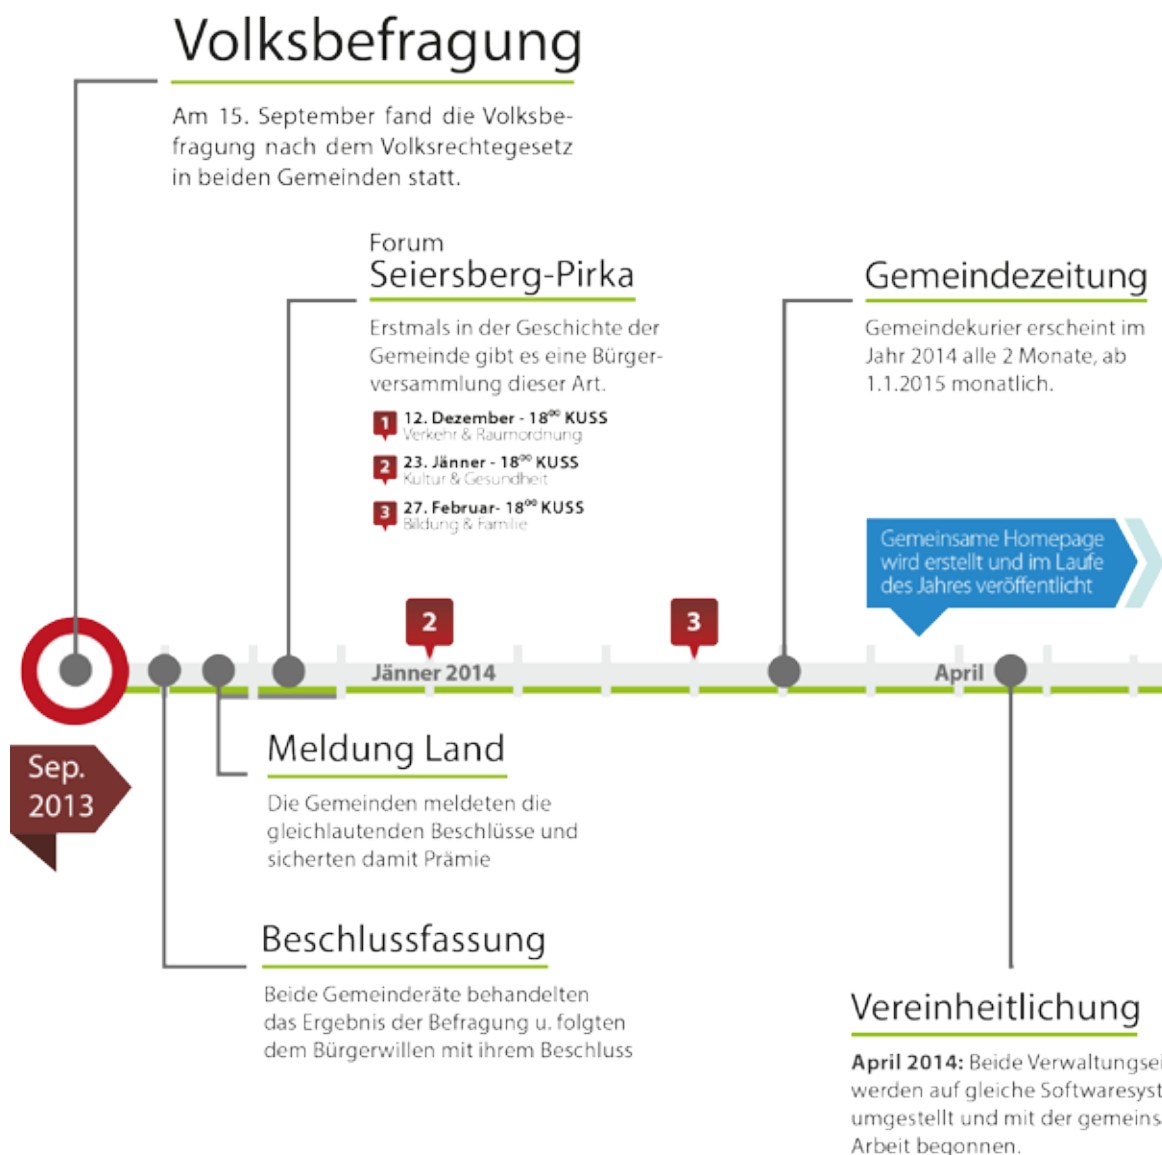 Volksbefragung
Am 15. September fand die Volksbe-
fragung nach dem Volksrechtegesetz
in beiden Gemeinden statt.
Forum
Seiersberg-Pirka
Erstmals in der Geschichte der
Gemeinde gibt es eine Bürger-
versammlung dieser Art.
1 12. Dezember - 18⁰⁰ KUSS
Verkehr & Raumordnung
2 23. Jänner - 18⁰⁰ KUSS
Kultur & Gesundheit
3 27. Februar- 18⁰⁰ KUSS
Bildung & Familie
Gemeindezeitung
Gemeindekurier erscheint im
Jahr 2014 alle 2 Monate, ab
1.1.2015 monatlich.
Gemeinsame Homepage
wird erstellt und im Laufe
des Jahres veröffentlicht
2
3
Jänner 2014
April
Sep.
2013
Meldung Land
Die Gemeinden meldeten die
gleichlautenden Beschlüsse und
sicherten damit Prämie
Beschlussfassung
Beide Gemeinderäte behandelten
das Ergebnis der Befragung u. folgten
dem Bürgerwillen mit ihrem Beschluss
Vereinheitlichung
April 2014: Beide Verwaltungsei
werden auf gleiche Softwaresyst
umgestellt und mit der gemeins
Arbeit begonnen.